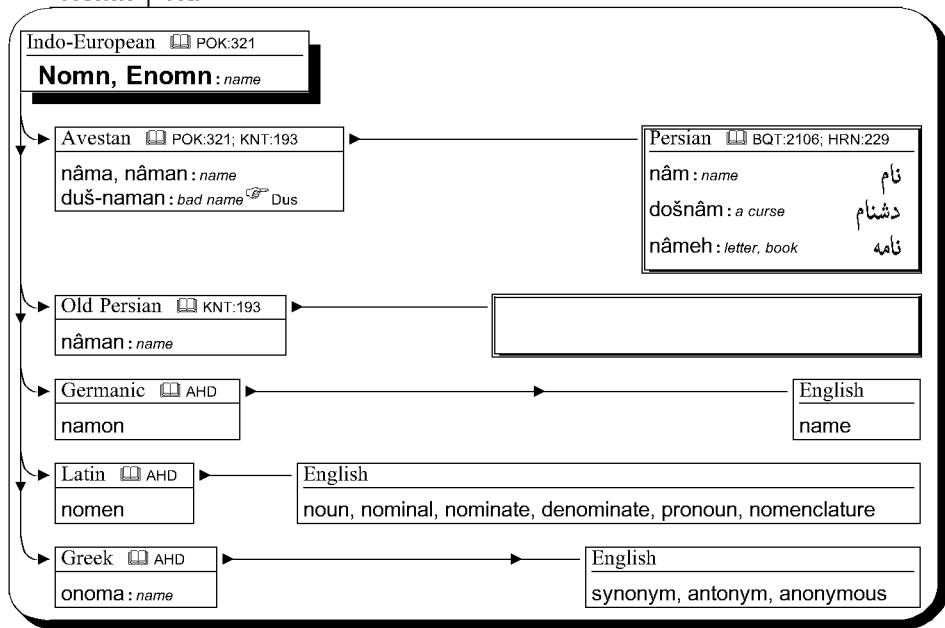 Indo-European 📖 POK:321
Nomn, Enomn : name
Avestan 📖 POK:321; KNT:193
nâma, nâman : name
duš-naman : bad name ☞ Dus
Persian 📖 BQT:2106; HRN:229
nâm : name نام
došnâm : a curse دشنام
nâmeh : letter, book نامه
Old Persian 📖 KNT:193
nâman : name
Germanic 📖 AHD
namon
English
name
Latin 📖 AHD
nomen
English
noun, nominal, nominate, denominate, pronoun, nomenclature
Greek 📖 AHD
onoma : name
English
synonym, antonym, anonymous